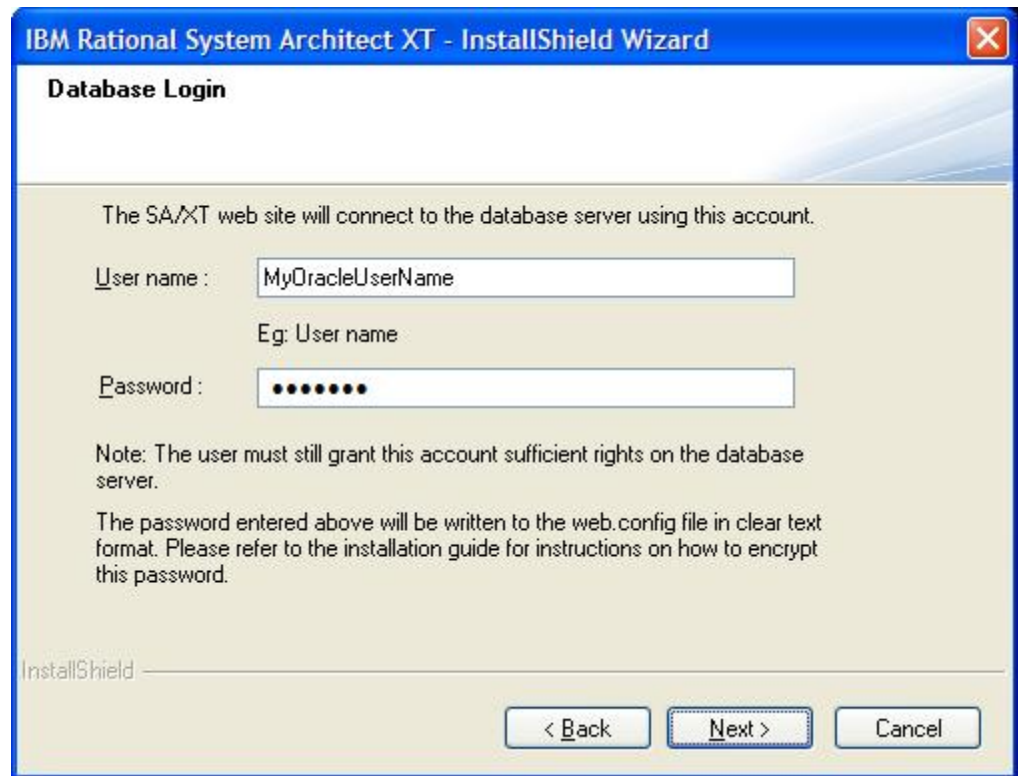 IBM Rational System Architect XT - InstallShield Wizard
Database Login
The SA/XT web site will connect to the database server using this account.
User name :
MyOracleUserName
Eg: User name
Password :
•••••••
Note: The user must still grant this account sufficient rights on the database
server.
The password entered above will be written to the web.config file in clear text
format. Please refer to the installation guide for instructions on how to encrypt
this password.
InstallShield
< Back
Next >
Cancel